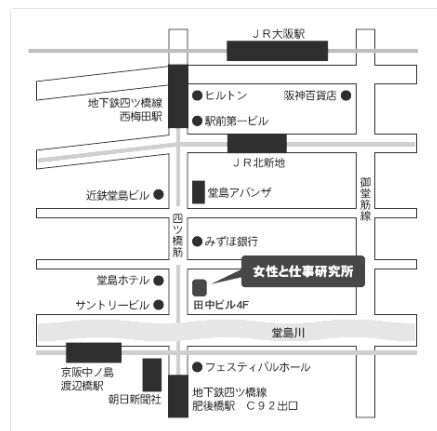 ＪＲ大阪駅
地下鉄四ツ橋線
西梅田駅
ヒルトン
阪神百貨店
駅前第一ビル
ＪＲ北新地
近鉄堂島ビル
堂島アバンザ
御堂筋線
四ツ橋筋
みずほ銀行
女性と仕事研究所
堂島ホテル
田中ビル4F
サントリービル
堂島川
京阪中ノ島
渡辺橋駅
朝日新聞社
フェスティバルホール
地下鉄四ツ橋線
肥後橋駅　Ｃ９２出口